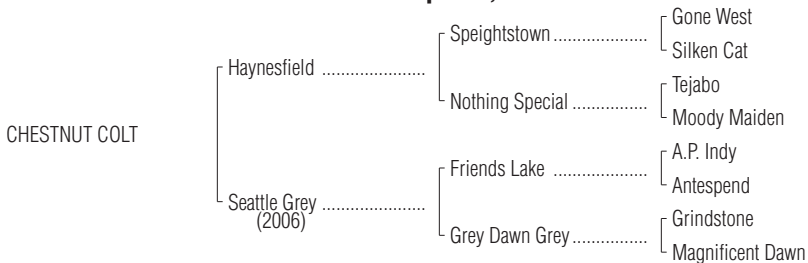 Gone West
Speightstown ....................
Silken Cat
Haynesfield ......................
Tejabo
Nothing Special ................
Moody Maiden
CHESTNUT COLT
A.P. Indy
Friends Lake ....................
Antespend
Seattle Grey ......................
(2006)
Grindstone
Grey Dawn Grey ................
Magnificent Dawn